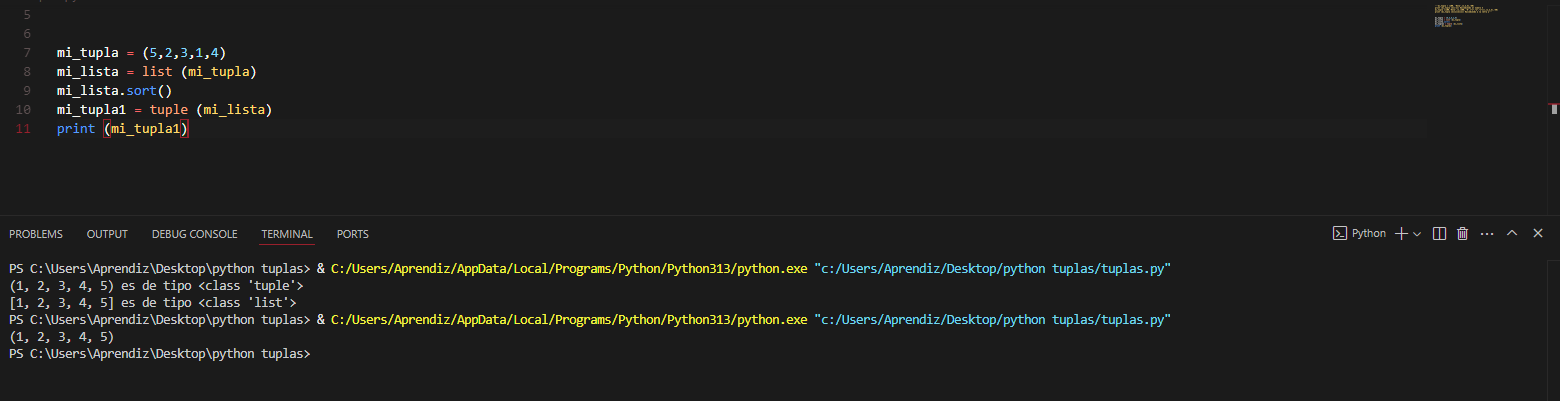 5
6
7 mi_tupla = (5,2,3,1,4)
8 mi_lista = list (mi_tupla)
9 mi_lista.sort()
10 mi_tupla1 = tuple (mi_lista)
11 print (mi_tupla1)
PROBLEMS OUTPUT DEBUG CONSOLE TERMINAL PORTS Python
PS C:\Users\Aprendiz\Desktop\python tuplas> & C:/Users/Aprendiz/AppData/Local/Programs/Python/Python313/python.exe "c:/Users/Aprendiz/Desktop/python tuplas/tuplas.py"
(1, 2, 3, 4, 5) es de tipo <class 'tuple'>
[1, 2, 3, 4, 5] es de tipo <class 'list'>
PS C:\Users\Aprendiz\Desktop\python tuplas> & C:/Users/Aprendiz/AppData/Local/Programs/Python/Python313/python.exe "c:/Users/Aprendiz/Desktop/python tuplas/tuplas.py"
(1, 2, 3, 4, 5)
PS C:\Users\Aprendiz\Desktop\python tuplas>